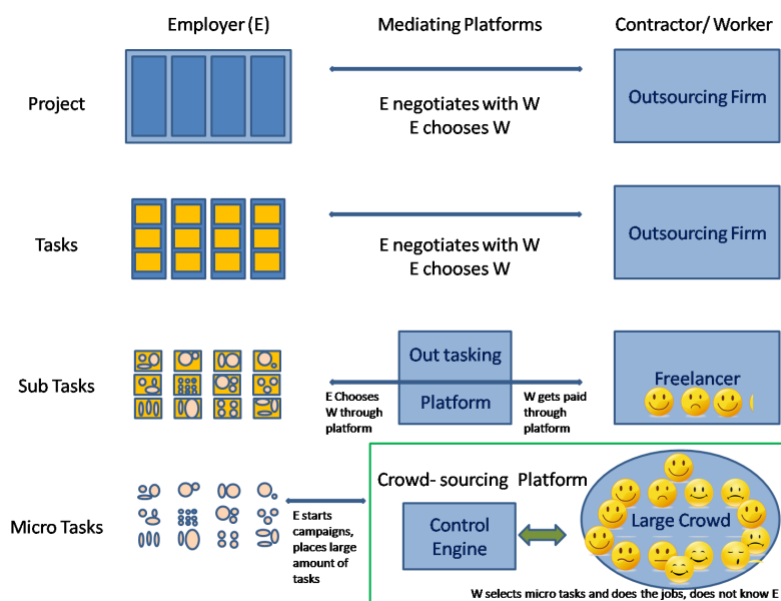 Employer (E)
Mediating Platforms
Contractor/ Worker
Project
E negotiates with W
E chooses W
Outsourcing Firm
Tasks
E negotiates with W
E chooses W
Outsourcing Firm
Sub Tasks
E Chooses
W through
platform
Out tasking
Platform
W gets paid
through
platform
Freelancer
Micro Tasks
E starts
campaigns,
places large
amount of
tasks
Crowd- sourcing Platform
Control
Engine
Large Crowd
W selects micro tasks and does the jobs, does not know E